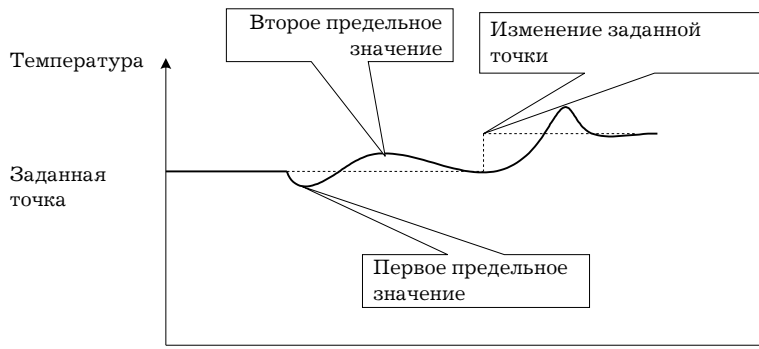 Второе предельное
значение
Изменение заданной
точки
Температура
Заданная
точка
Первое предельное
значение